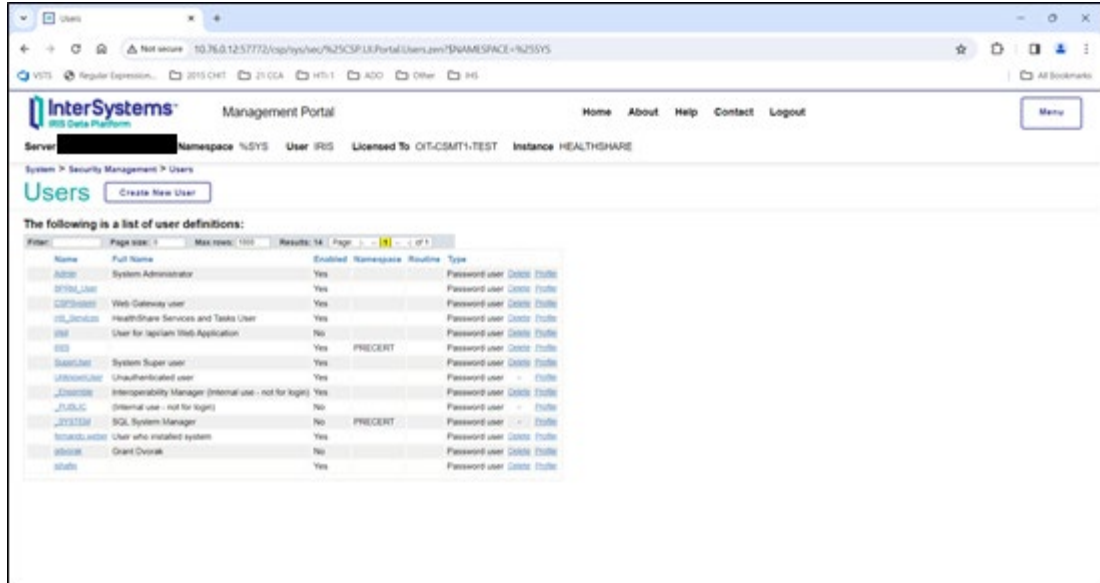 Users
Not secure 10.76.0.12:57772/csp/sys/sec/%25CSP.UI.Portal.Users.zen?$NAMESPACE=%25SYS
VSTS Regular Expression... 2015 CHIT 21 CCA HTI-1 ADO Other IHS All Bookmarks
InterSystems™ Management Portal Home About Help Contact Logout Menu
IRIS Data Platform
Server Namespace %SYS User IRIS Licensed To OIT-CSMT1-TEST Instance HEALTHSHARE
System > Security Management > Users
Users Create New User
The following is a list of user definitions:
Filter: Page size: 0 Max rows: 1000 Results: 14 Page: |< << 1 >> >| of 1
Name Full Name Enabled Namespace Routine Type
Admin System Administrator Yes Password user Delete Profile
BPRM_User Yes Password user Delete Profile
CSPSystem Web Gateway user Yes Password user Delete Profile
HS_Services HealthShare Services and Tasks User Yes Password user Delete Profile
IAM User for /api/iam Web Application No Password user Delete Profile
IRIS Yes PRECERT Password user Delete Profile
SuperUser System Super user Yes Password user Delete Profile
UnknownUser Unauthenticated user Yes Password user - Profile
_Ensemble Interoperability Manager (Internal use - not for login) Yes Password user Delete Profile
_PUBLIC (Internal use - not for login) No Password user - Profile
_SYSTEM SQL System Manager No PRECERT Password user - Profile
User who installed system Yes Password user Delete Profile
gdvorak Grant Dvorak No Password user Delete Profile
Yes Password user Delete Profile